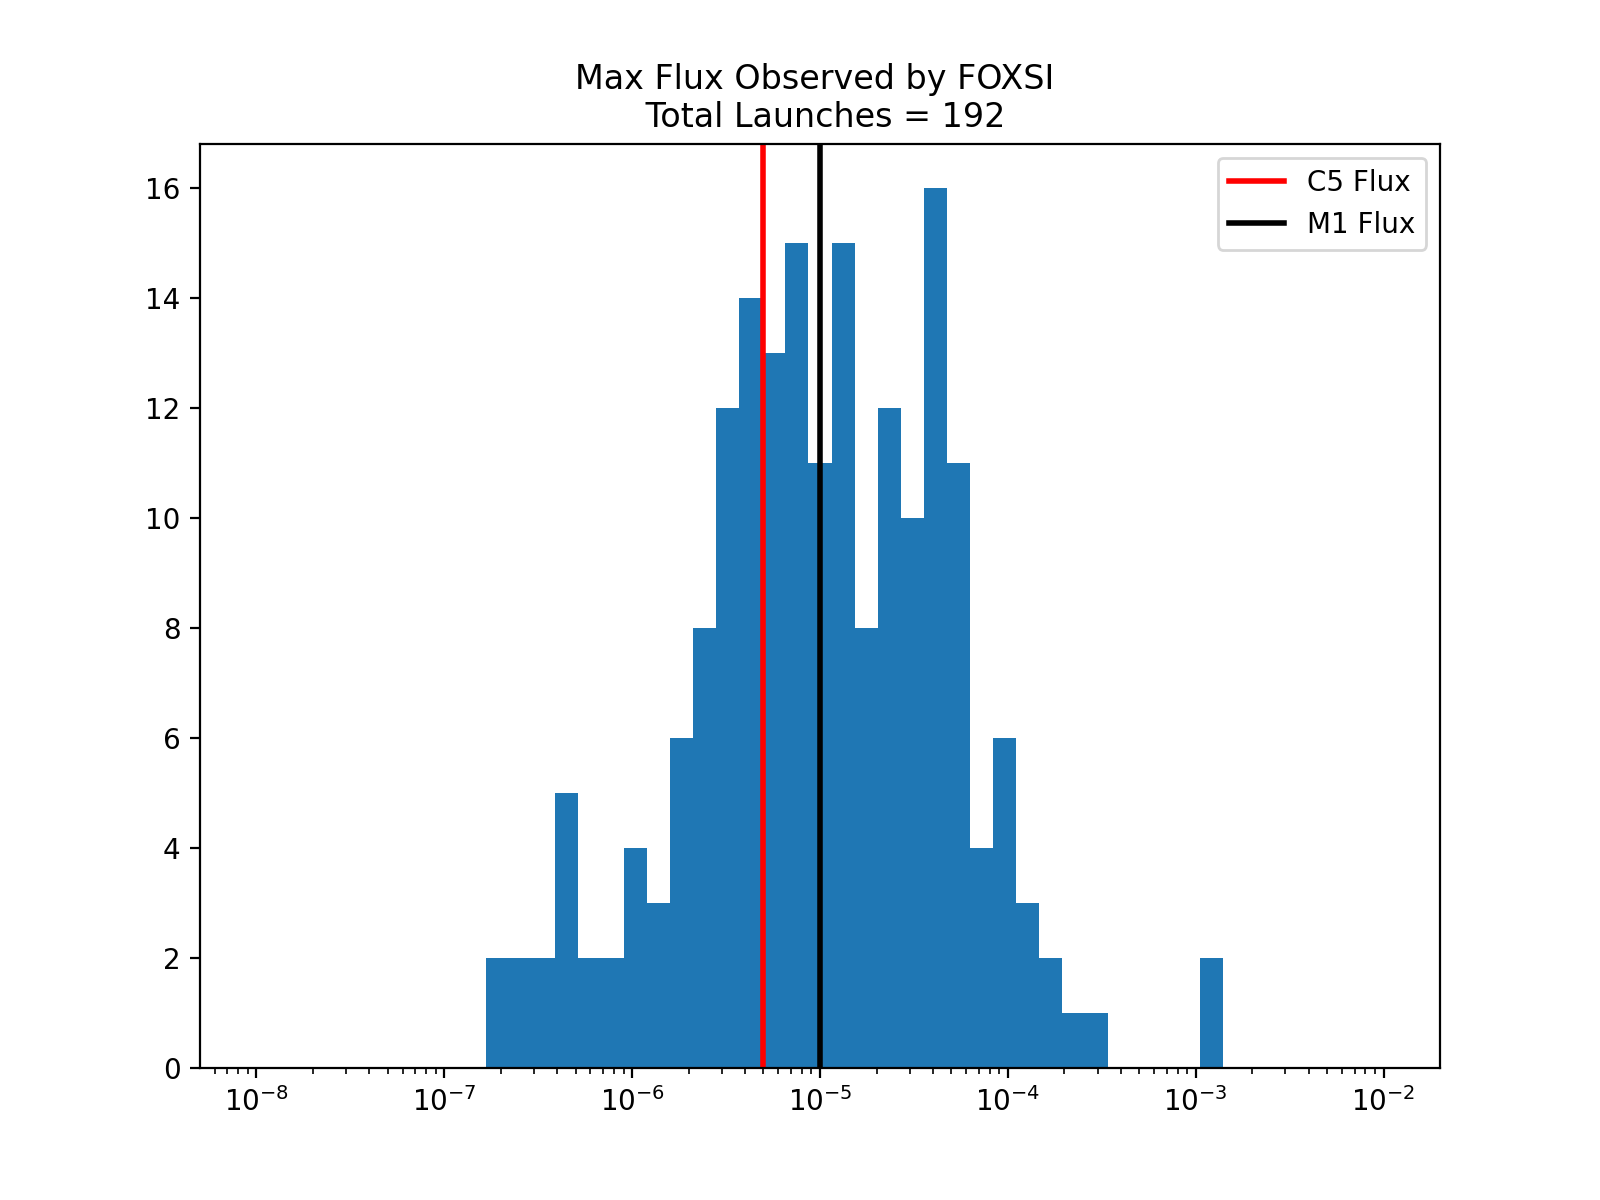 Max Flux Observed by FOXSI
Total Launches = 192
C5 Flux
M1 Flux
16
14
12
10
8
6
4
2
0
10⁻⁸ 10⁻⁷ 10⁻⁶ 10⁻⁵ 10⁻⁴ 10⁻³ 10⁻²